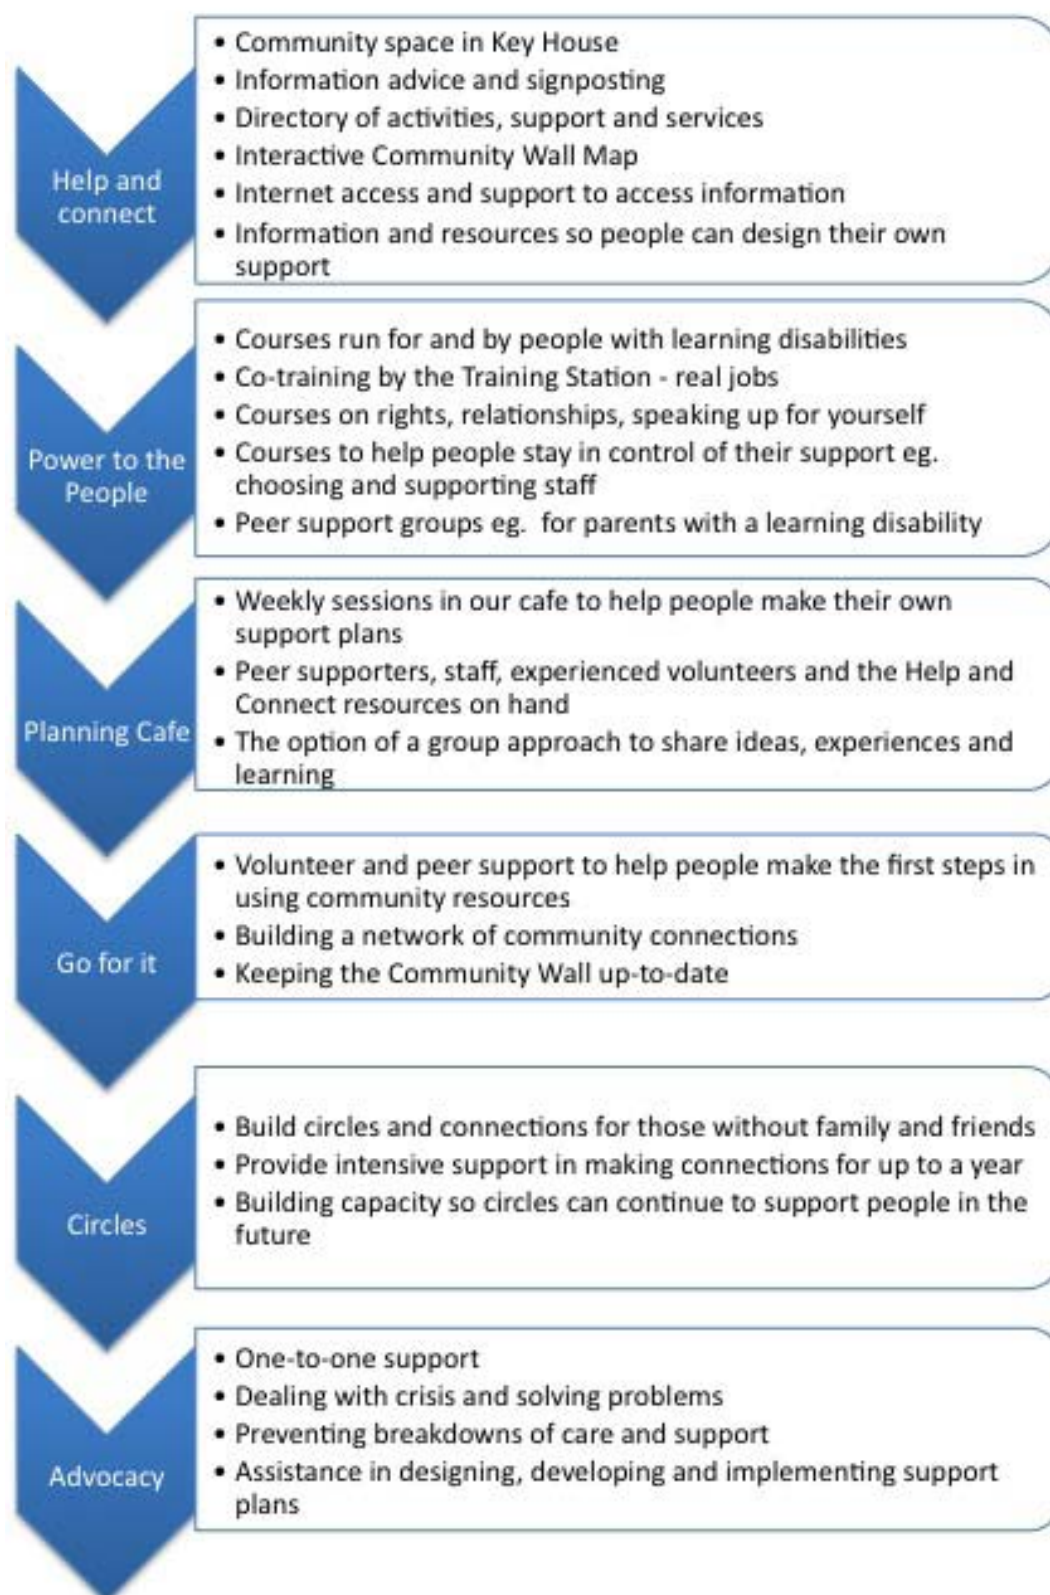 Help and
connect
• Community space in Key House
• Information advice and signposting
• Directory of activities, support and services
• Interactive Community Wall Map
• Internet access and support to access information
• Information and resources so people can design their own
support
Power to the
People
• Courses run for and by people with learning disabilities
• Co-training by the Training Station - real jobs
• Courses on rights, relationships, speaking up for yourself
• Courses to help people stay in control of their support eg.
choosing and supporting staff
• Peer support groups eg. for parents with a learning disability
Planning Cafe
• Weekly sessions in our cafe to help people make their own
support plans
• Peer supporters, staff, experienced volunteers and the Help and
Connect resources on hand
• The option of a group approach to share ideas, experiences and
learning
Go for it
• Volunteer and peer support to help people make the first steps in
using community resources
• Building a network of community connections
• Keeping the Community Wall up-to-date
Circles
• Build circles and connections for those without family and friends
• Provide intensive support in making connections for up to a year
• Building capacity so circles can continue to support people in the
future
Advocacy
• One-to-one support
• Dealing with crisis and solving problems
• Preventing breakdowns of care and support
• Assistance in designing, developing and implementing support
plans